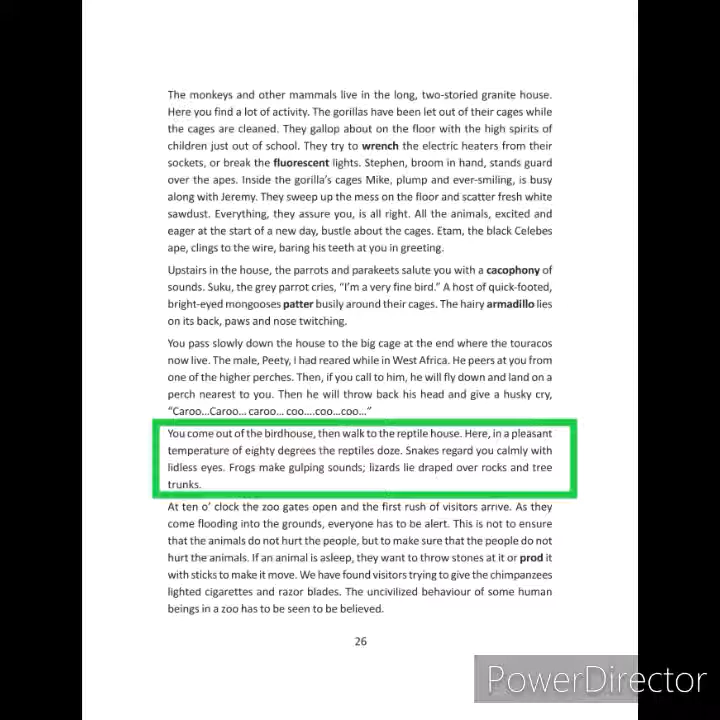 The monkeys and other mammals live in the long, two-storied granite house.
Here you find a lot of activity. The gorillas have been let out of their cages while
the cages are cleaned. They gallop about on the floor with the high spirits of
children just out of school. They try to wrench the electric heaters from their
sockets, or break the fluorescent lights. Stephen, broom in hand, stands guard
over the apes. Inside the gorilla's cages Mike, plump and ever-smiling, is busy
along with Jeremy. They sweep up the mess on the floor and scatter fresh white
sawdust. Everything, they assure you, is all right. All the animals, excited and
eager at the start of a new day, bustle about the cages. Etam, the black Celebes
ape, clings to the wire, baring his teeth at you in greeting.
Upstairs in the house, the parrots and parakeets salute you with a cacophony of
sounds. Suku, the grey parrot cries, "I'm a very fine bird." A host of quick-footed,
bright-eyed mongooses patter busily around their cages. The hairy armadillo lies
on its back, paws and nose twitching.
You pass slowly down the house to the big cage at the end where the touracos
now live. The male, Peety, I had reared while in West Africa. He peers at you from
one of the higher perches. Then, if you call to him, he will fly down and land on a
perch nearest to you. Then he will throw back his head and give a husky cry,
"Caroo...Caroo... caroo... coo....coo...coo..."
You come out of the birdhouse, then walk to the reptile house. Here, in a pleasant
temperature of eighty degrees the reptiles doze. Snakes regard you calmly with
lidless eyes. Frogs make gulping sounds; lizards lie draped over rocks and tree
trunks.
At ten o' clock the zoo gates open and the first rush of visitors arrive. As they
come flooding into the grounds, everyone has to be alert. This is not to ensure
that the animals do not hurt the people, but to make sure that the people do not
hurt the animals. If an animal is asleep, they want to throw stones at it or prod it
with sticks to make it move. We have found visitors trying to give the chimpanzees
lighted cigarettes and razor blades. The uncivilized behaviour of some human
beings in a zoo has to be seen to be believed.
26
PowerDirector